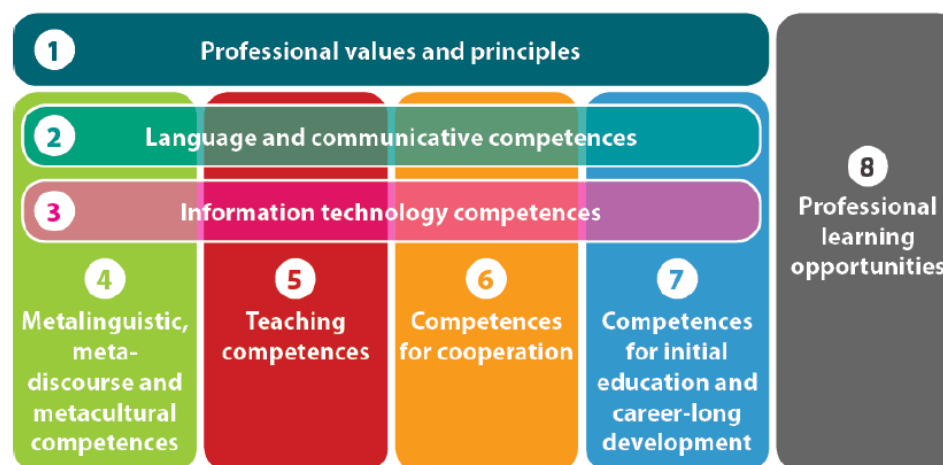 1
Professional values and principles
2
Language and communicative competences
3
Information technology competences
4
Metalinguistic,
meta-
discourse and
metacultural
competences
5
Teaching
competences
6
Competences
for cooperation
7
Competences
for initial
education and
career-long
development
8
Professional
learning
opportunities